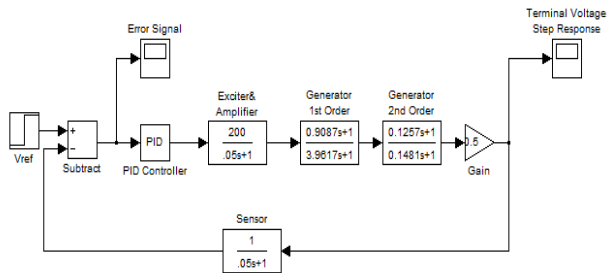 Terminal Voltage
Step Response
Error Signal
Exciter&
Amplifier
Generator
1st Order
Generator
2nd Order
200
.05s+1
0.9087s+1
3.9617s+1
0.1257s+1
0.1481s+1
0.5
PID
+
−
Vref
Subtract
PID Controller
Gain
Sensor
1
.05s+1